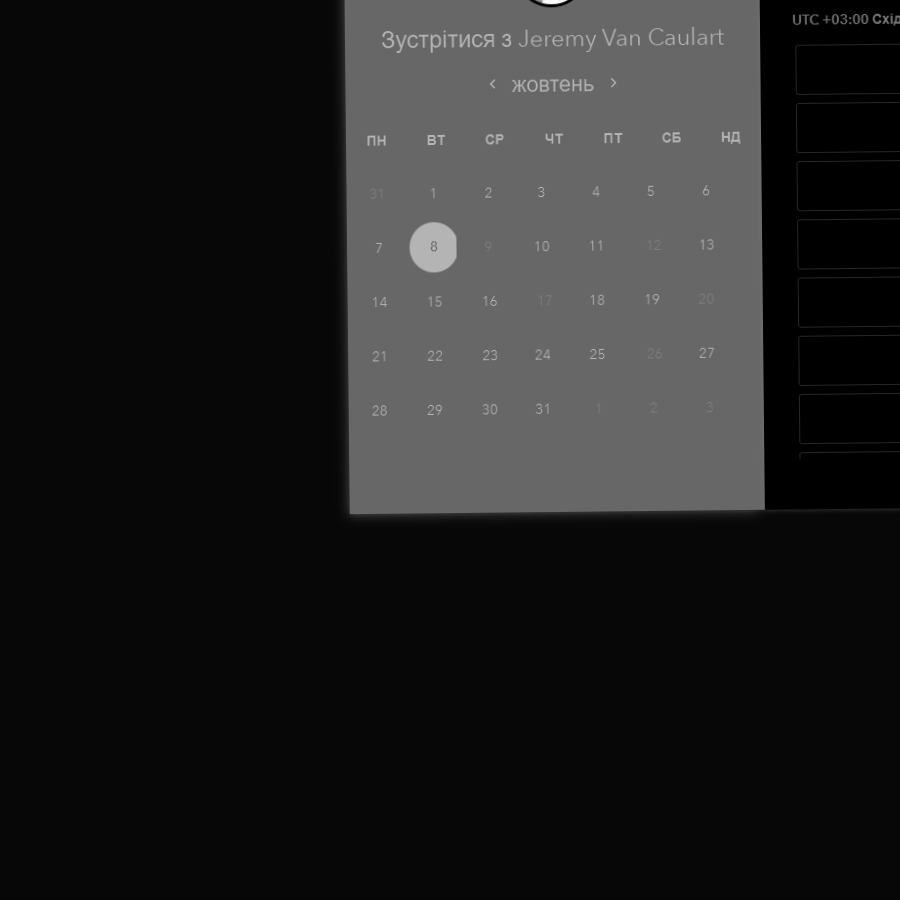 Зустрітися з Jeremy Van Caulart
‹ жовтень ›
ПН ВТ СР ЧТ ПТ СБ НД
31 1 2 3 4 5 6
7 8 9 10 11 12 13
14 15 16 17 18 19 20
21 22 23 24 25 26 27
28 29 30 31 1 2 3
UTC +03:00